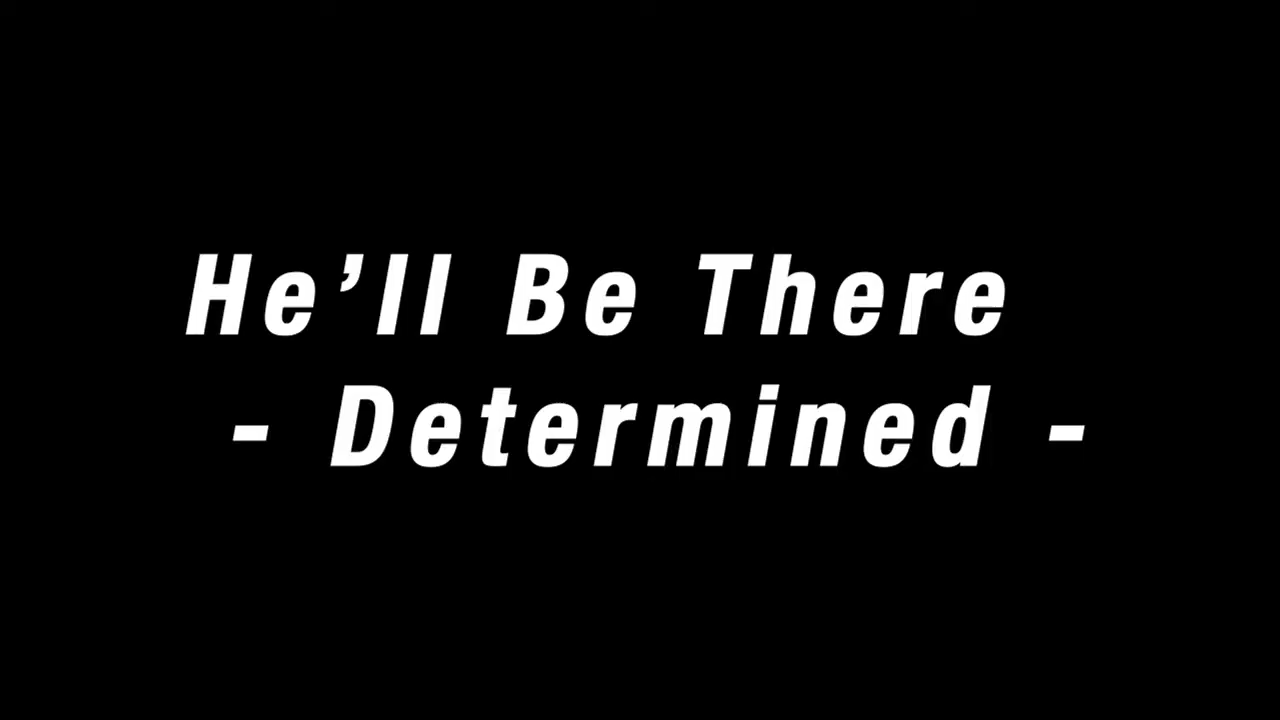 He’ll Be There
- Determined -